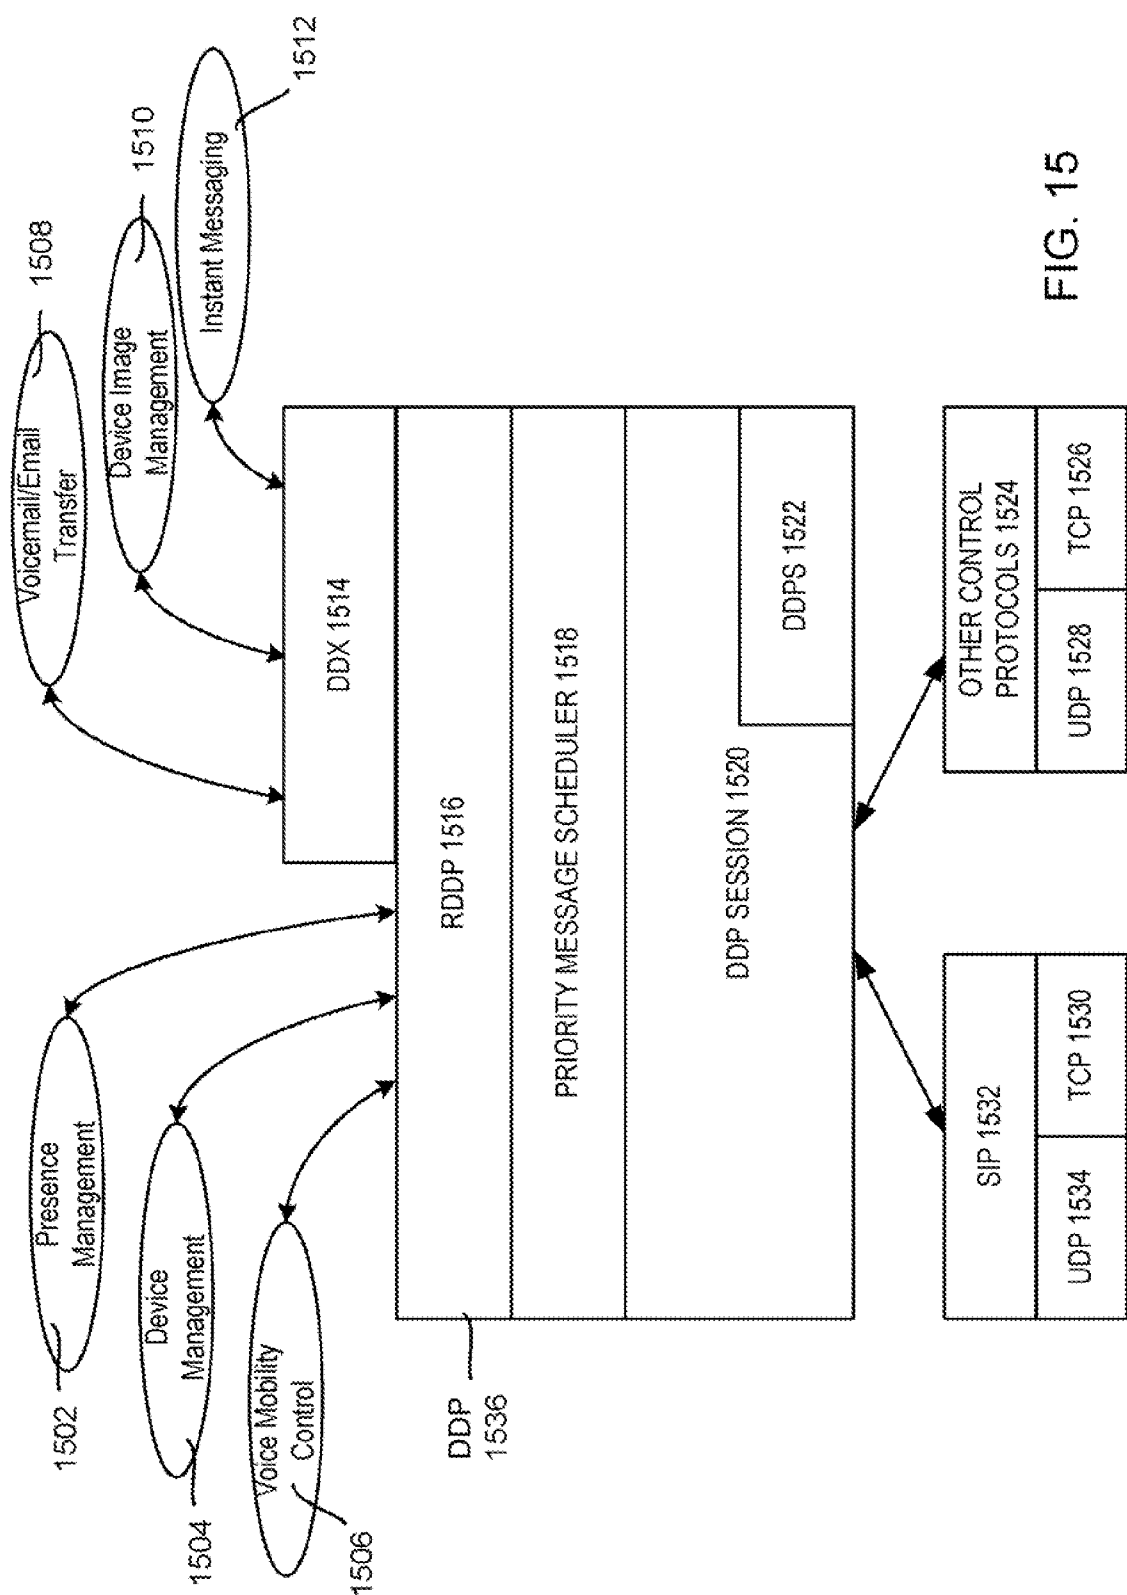 1502
Presence
Management
1504
Device
Management
1506
Voice Mobility
Control
Voicemail/Email
Transfer
1508
Device Image
Management
1510
Instant Messaging
1512
DDX 1514
DDP
1536
RDDP 1516
PRIORITY MESSAGE SCHEDULER 1518
DDP SESSION 1520
DDPS 1522
SIP 1532
UDP 1534
TCP 1530
OTHER CONTROL
PROTOCOLS 1524
UDP 1528
TCP 1526
FIG. 15